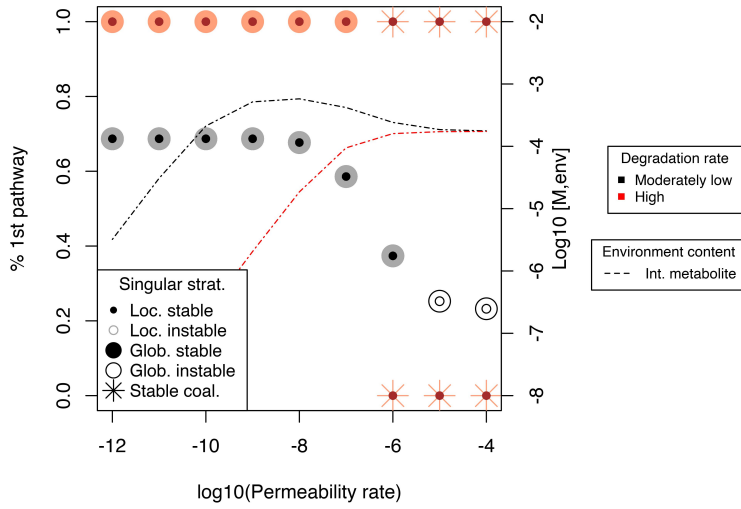 1.0
0.8
0.6
0.4
0.2
0.0
% 1st pathway
-2
-3
-4
-5
-6
-7
-8
Log10 [M,env]
Singular strat.
Loc. stable
Loc. instable
Glob. stable
Glob. instable
Stable coal.
-12
-10
-8
-6
-4
log10(Permeability rate)
Degradation rate
Moderately low
High
Environment content
Int. metabolite